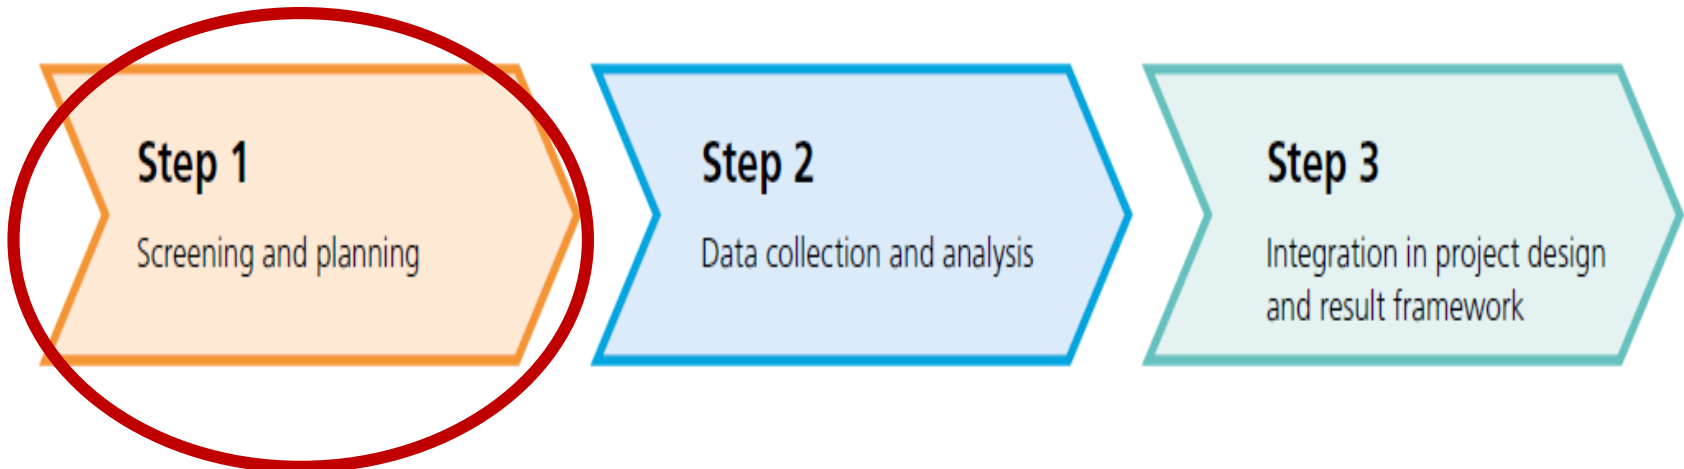 Step 1
Screening and planning
Step 2
Data collection and analysis
Step 3
Integration in project design
and result framework